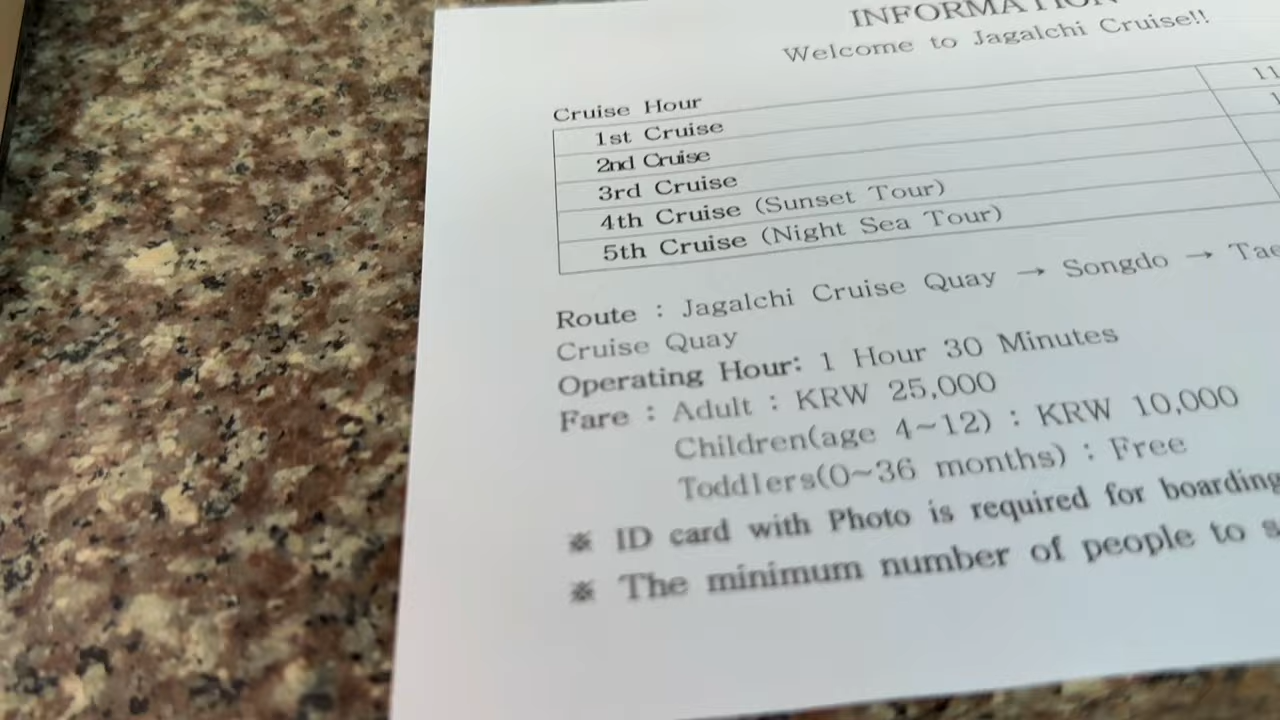 INFORMATION
Welcome to Jagalchi Cruise!!
Cruise Hour
1st Cruise
2nd Cruise
3rd Cruise
4th Cruise (Sunset Tour)
5th Cruise (Night Sea Tour)
Route : Jagalchi Cruise Quay → Songdo →
Cruise Quay
Operating Hour: 1 Hour 30 Minutes
Fare : Adult : KRW 25,000
Children(age 4~12) : KRW 10,000
Toddlers(0~36 months) : Free
※ ID card with Photo is required for boarding
※ The minimum number of people to